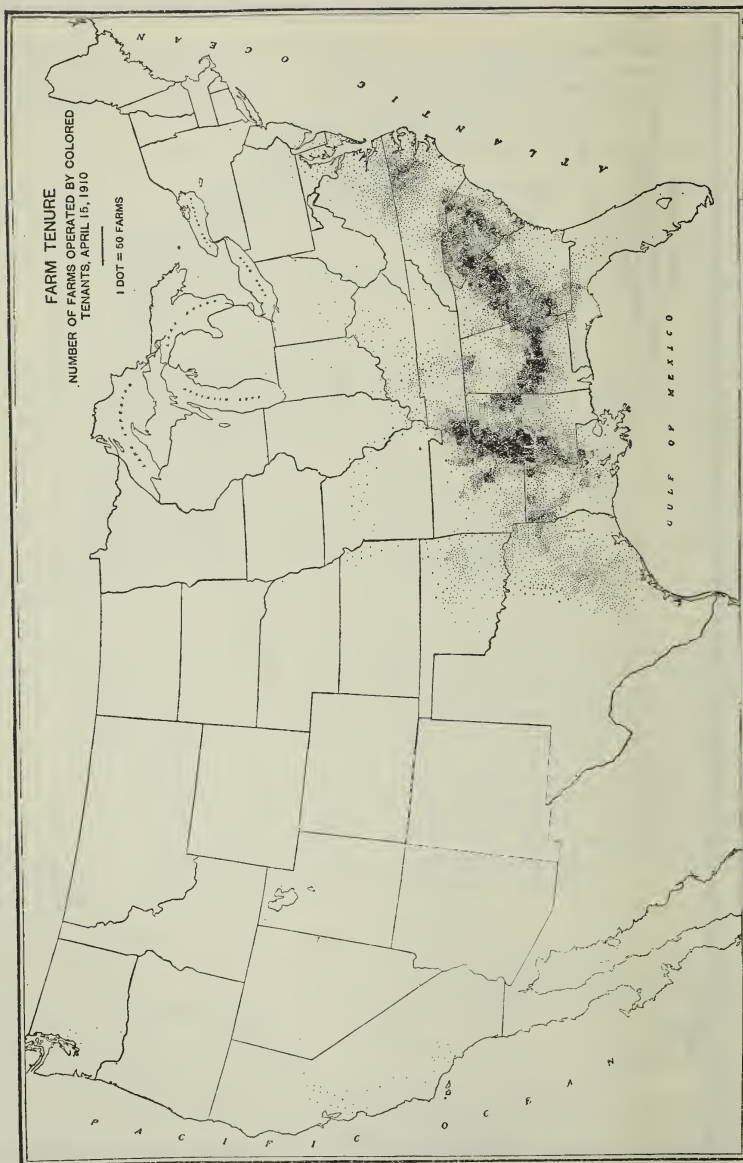 FARM TENURE
NUMBER OF FARMS OPERATED BY COLORED
TENANTS, APRIL 15, 1910
1 DOT = 50 FARMS
ATLANTIC OCEAN
GULF OF MEXICO
PACIFIC OCEAN